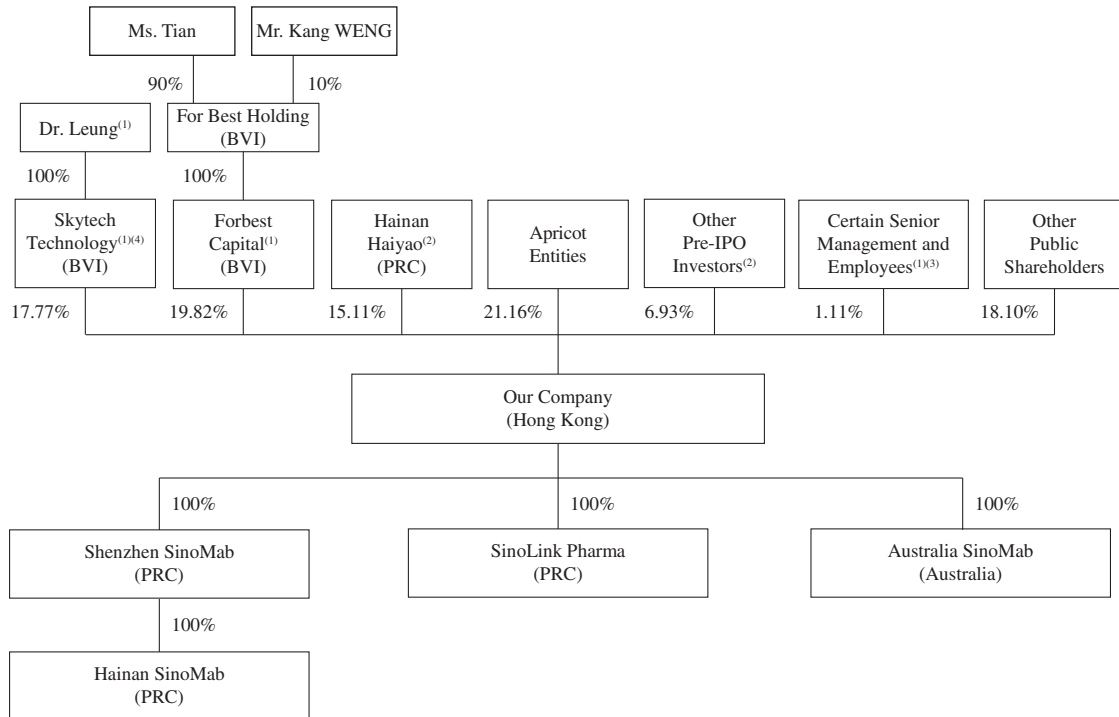 Ms. Tian
Mr. Kang WENG
90%
10%
Dr. Leung(1)
For Best Holding
(BVI)
100%
100%
Skytech
Technology(1)(4)
(BVI)
Forbest
Capital(1)
(BVI)
Hainan
Haiyao(2)
(PRC)
Apricot
Entities
Other
Pre-IPO
Investors(2)
Certain Senior
Management and
Employees(1)(3)
Other
Public
Shareholders
17.77%
19.82%
15.11%
21.16%
6.93%
1.11%
18.10%
Our Company
(Hong Kong)
100%
100%
100%
Shenzhen SinoMab
(PRC)
SinoLink Pharma
(PRC)
Australia SinoMab
(Australia)
100%
Hainan SinoMab
(PRC)